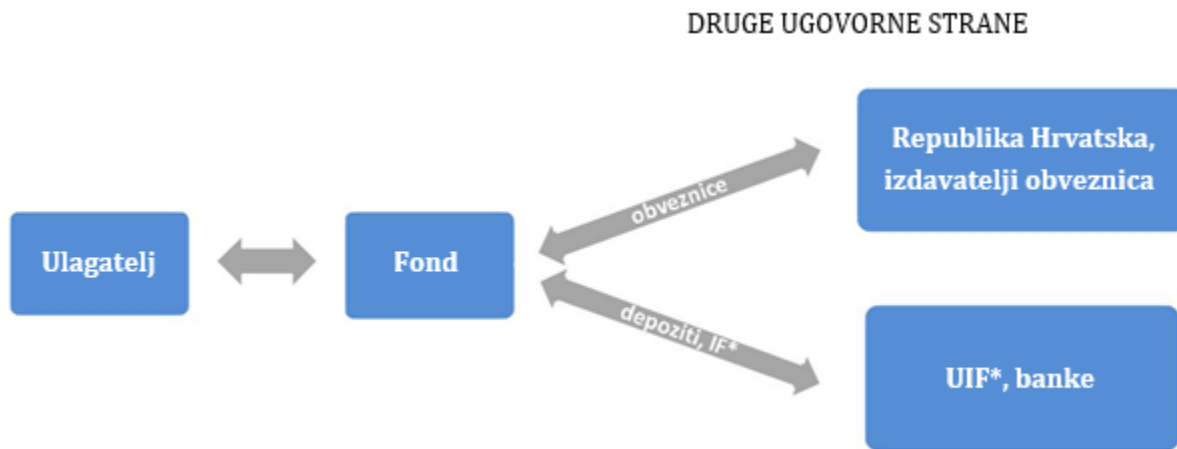 DRUGE UGOVORNE STRANE
Republika Hrvatska,
izdavatelji obveznica
obveznice
Ulagatelj
Fond
depoziti, IF*
UIF*, banke